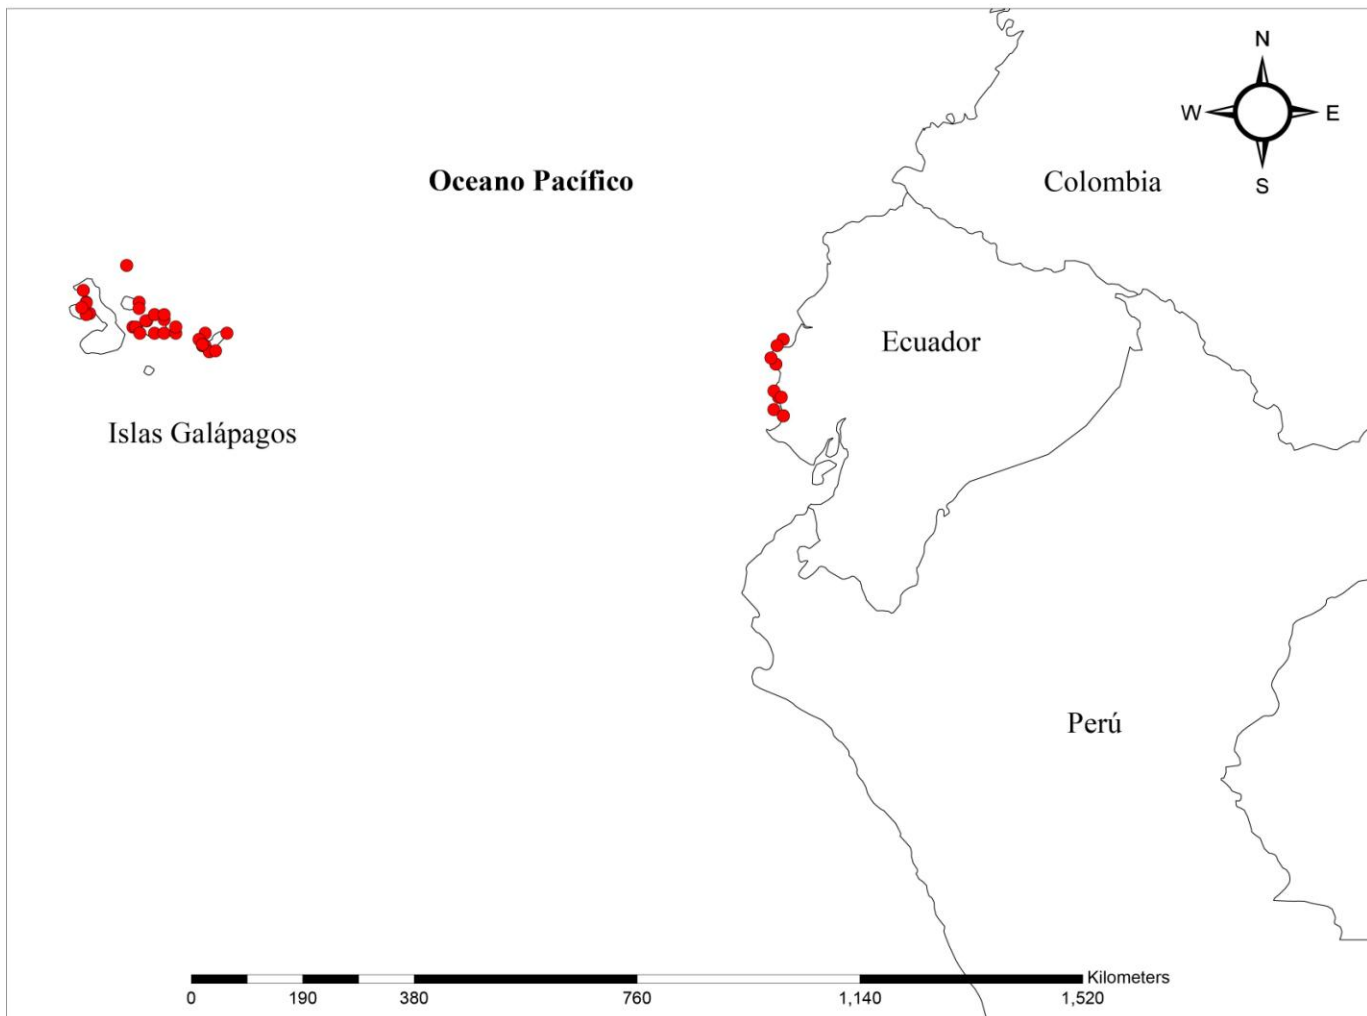 N
W E
S
Oceano Pacífico
Colombia
Ecuador
Islas Galápagos
Perú
Kilometers
0 190 380 760 1,140 1,520